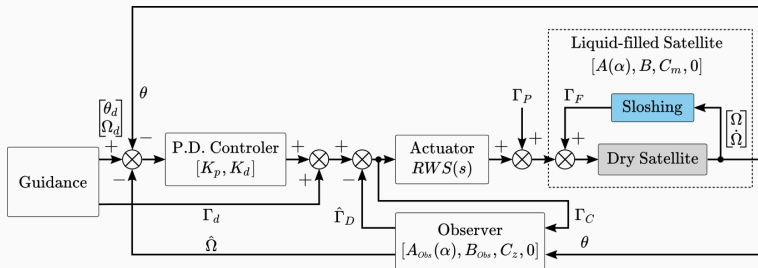 Liquid-filled Satellite
[A(α), B, C_m, 0]
θ
Γ_P
Γ_F
Sloshing
[θ_d
Ω_d]
[Ω
Ω̇]
+
−
P.D. Controler
[K_p, K_d]
+
+
Actuator
RWS(s)
+
+
+
Dry Satellite
Guidance
−
+
−
+
Γ_d
Γ̂_D
Γ_C
Observer
[A_Obs(α), B_Obs, C_z, 0]
Ω̂
θ